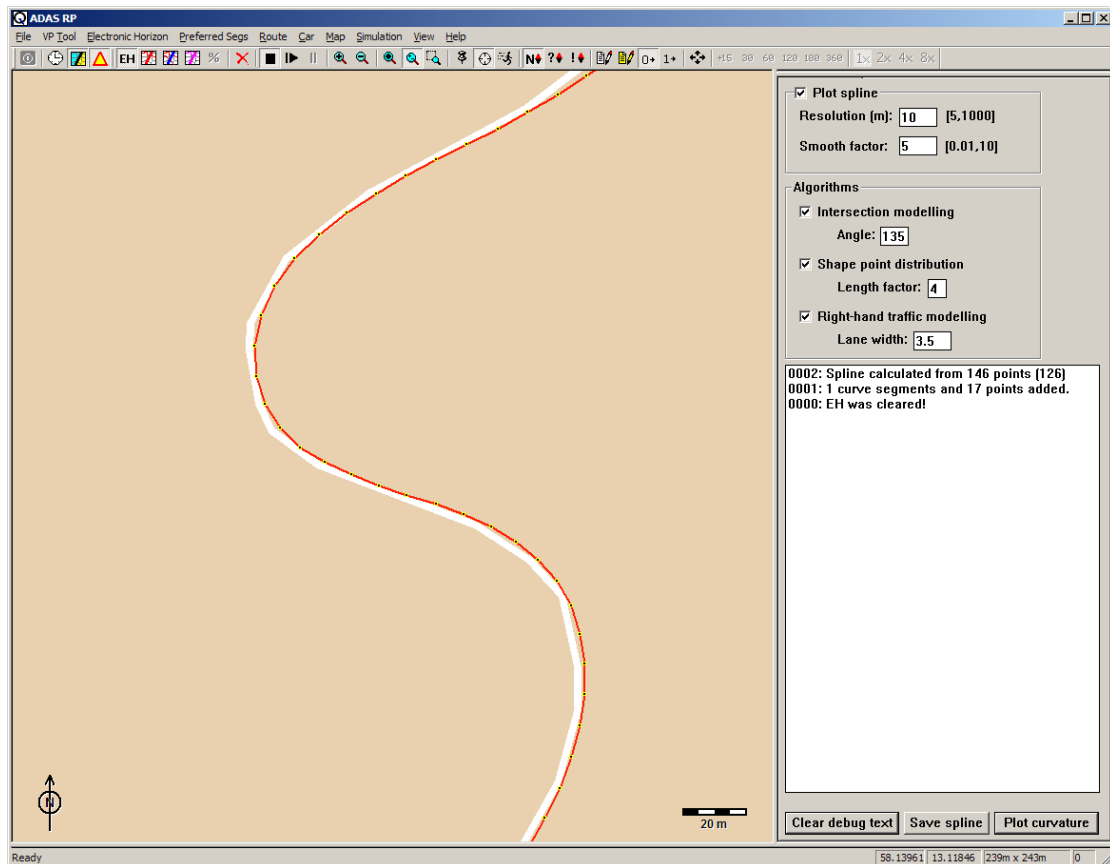 ADAS RP
File VP Tool Electronic Horizon Preferred Segs Route Car Map Simulation View Help
EH % N ? ! 0+ 1+ +15 30 60 120 180 360 1x 2x 4x 8x
Plot spline
Resolution (m): 10 [5,1000]
Smooth factor: 5 [0.01,10]
Algorithms
Intersection modelling
Angle: 135
Shape point distribution
Length factor: 4
Right-hand traffic modelling
Lane width: 3.5
0002: Spline calculated from 146 points (126)
0001: 1 curve segments and 17 points added.
0000: EH was cleared!
N
20 m
Clear debug text Save spline Plot curvature
Ready 58.13961 13.11846 239m x 243m 0